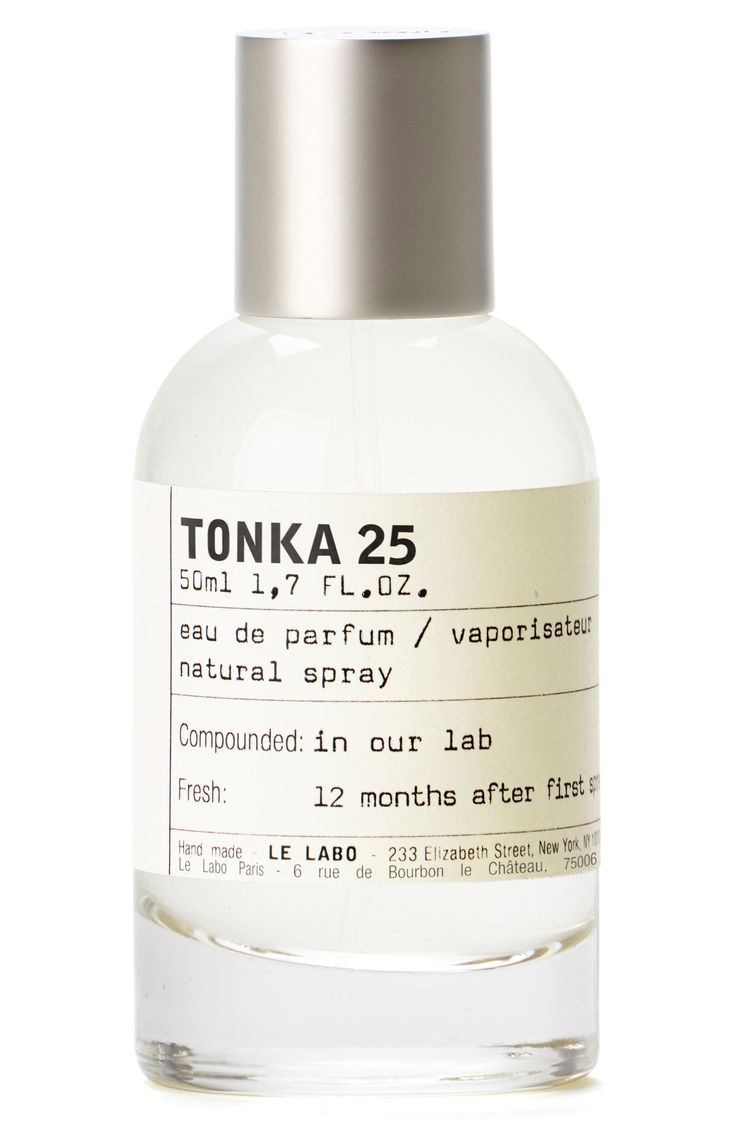 TONKA 25
50ml 1,7 FL.OZ.
eau de parfum / vaporisateur
natural spray
Compounded: in our lab
Fresh: 12 months after first
Hand made - LE LABO - 233 Elizabeth Street, New York, NY
Le Labo Paris - 6 rue de Bourbon le Château, 75006